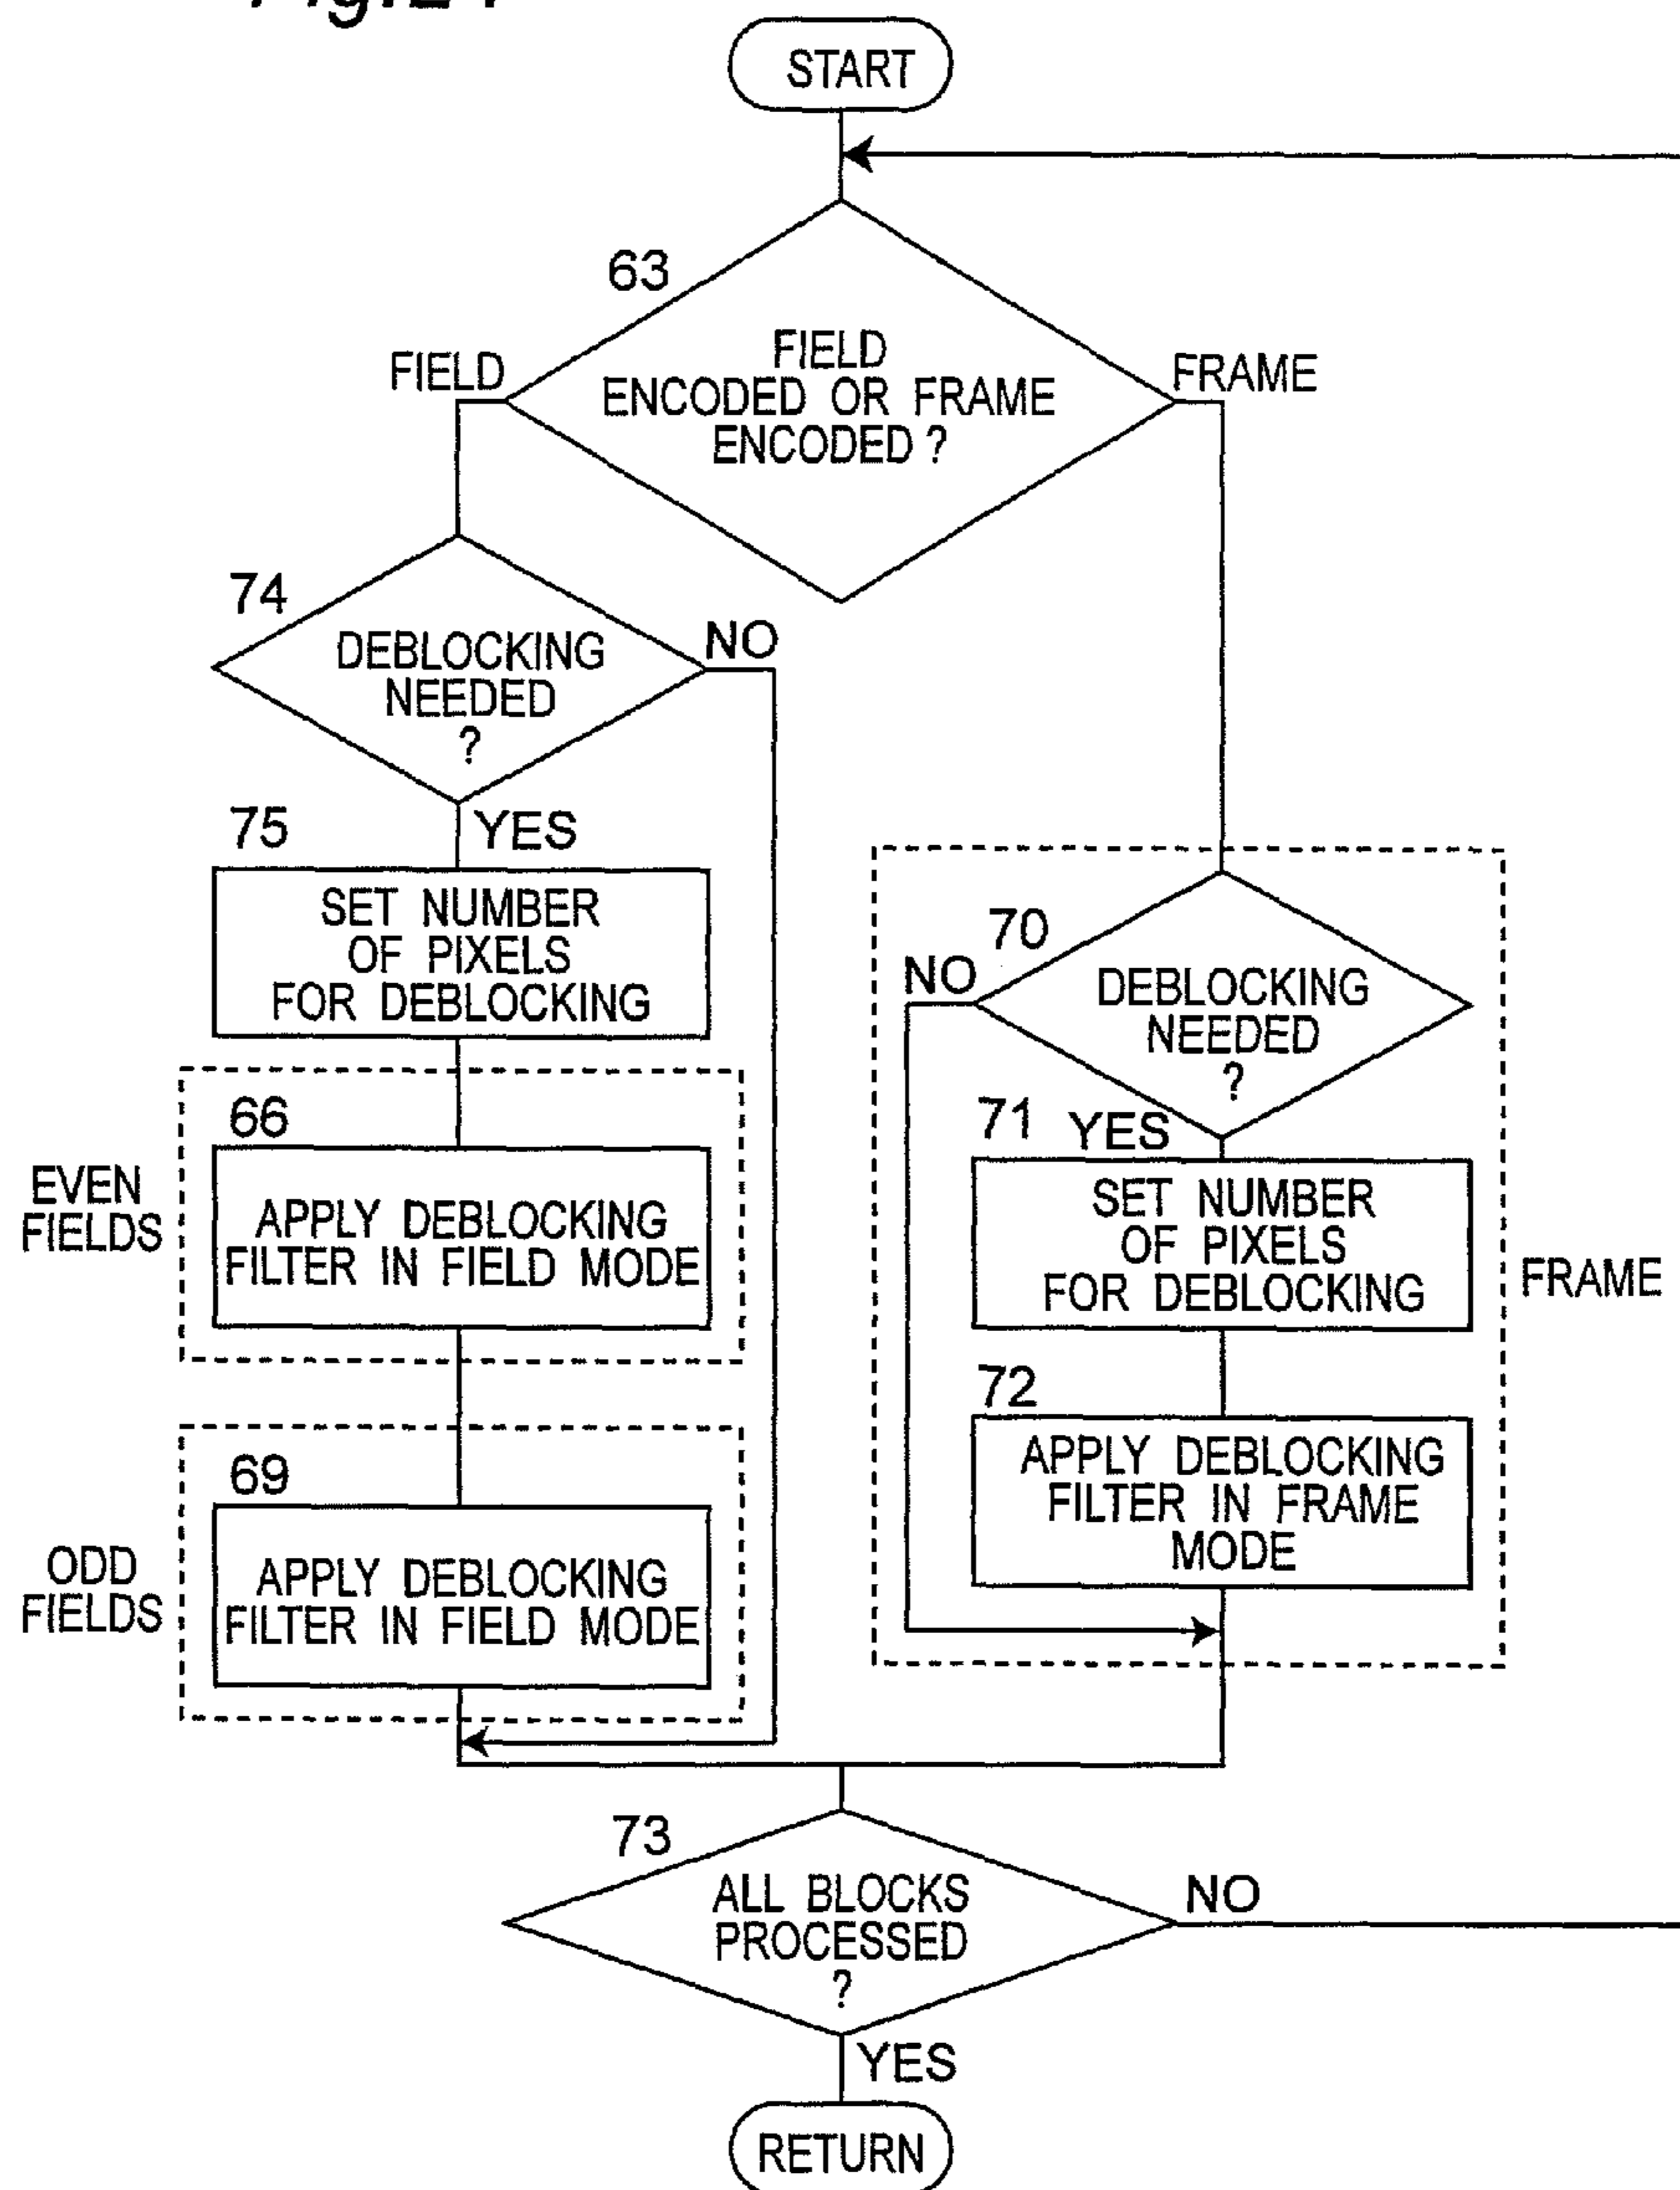 START
63
FIELD
FIELD
ENCODED OR FRAME
ENCODED ?
FRAME
74
DEBLOCKING
NEEDED
?
NO
YES
75
SET NUMBER
OF PIXELS
FOR DEBLOCKING
EVEN
FIELDS
66
APPLY DEBLOCKING
FILTER IN FIELD MODE
ODD
FIELDS
69
APPLY DEBLOCKING
FILTER IN FIELD MODE
70
NO
DEBLOCKING
NEEDED
?
71
YES
SET NUMBER
OF PIXELS
FOR DEBLOCKING
FRAME
72
APPLY DEBLOCKING
FILTER IN FRAME
MODE
73
ALL BLOCKS
PROCESSED
?
NO
YES
RETURN